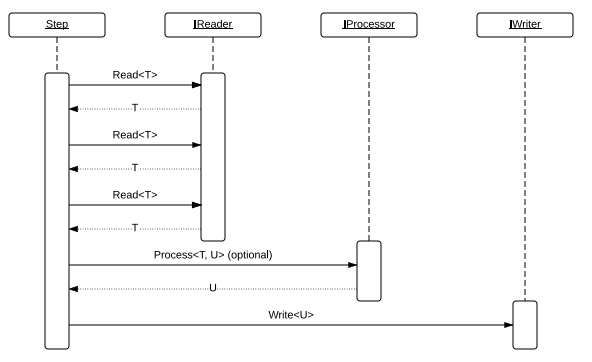 Step
IReader
IProcessor
IWriter
Read<T>
T
Read<T>
T
Read<T>
T
Process<T, U> (optional)
U
Write<U>